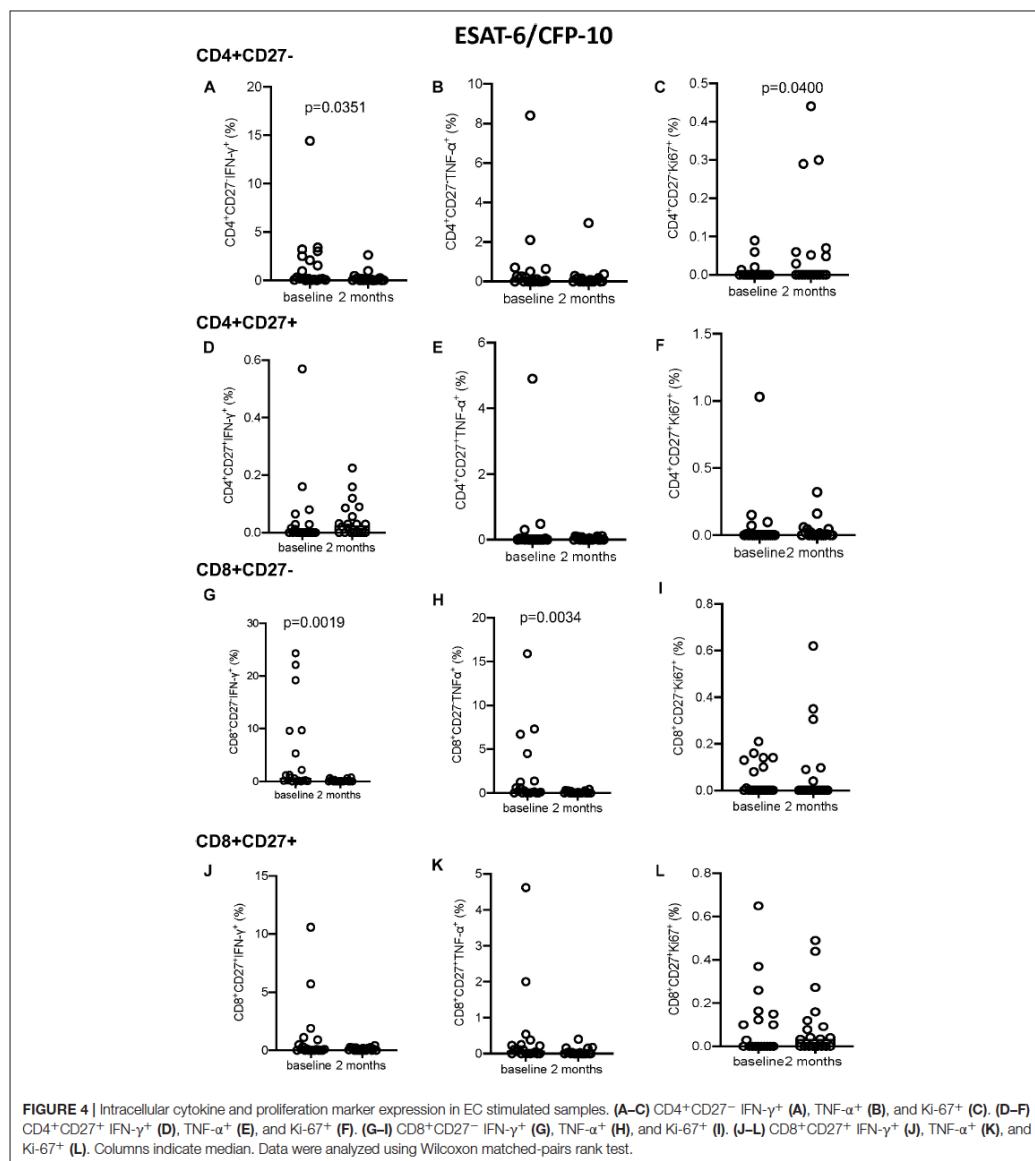 ESAT-6/CFP-10
CD4+CD27-
A
p=0.0351
CD4⁺CD27⁻IFN-γ⁺ (%)
20
15
10
5
0
baseline 2 months
B
CD4⁺CD27⁻TNF-α⁺ (%)
10
8
6
4
2
0
baseline 2 months
C
p=0.0400
CD4⁺CD27⁻Ki67⁺ (%)
0.5
0.4
0.3
0.2
0.1
0.0
baseline 2 months
CD4+CD27+
D
CD4⁺CD27⁺IFN-γ⁺ (%)
0.6
0.4
0.2
0.0
baseline 2 months
E
CD4⁺CD27⁺TNF-α⁺ (%)
6
4
2
0
baseline 2 months
F
CD4⁺CD27⁺Ki67⁺ (%)
1.5
1.0
0.5
0.0
baseline 2 months
CD8+CD27-
G
p=0.0019
CD8⁺CD27⁻IFN-γ⁺ (%)
30
20
10
0
baseline 2 months
H
p=0.0034
CD8⁺CD27⁻TNFα⁺ (%)
20
15
10
5
0
baseline 2 months
I
CD8⁺CD27⁻Ki67⁺ (%)
0.8
0.6
0.4
0.2
0.0
baseline 2 months
CD8+CD27+
J
CD8⁺CD27⁺IFN-γ⁺ (%)
15
10
5
0
baseline 2 months
K
CD8⁺CD27⁺TNF-α⁺ (%)
5
4
3
2
1
0
baseline 2 months
L
CD8⁺CD27⁺Ki67⁺ (%)
0.8
0.6
0.4
0.2
0.0
baseline 2 months
FIGURE 4 | Intracellular cytokine and proliferation marker expression in EC stimulated samples. (A–C) CD4⁺CD27⁻ IFN-γ⁺ (A), TNF-α⁺ (B), and Ki-67⁺ (C). (D–F)
CD4⁺CD27⁺ IFN-γ⁺ (D), TNF-α⁺ (E), and Ki-67⁺ (F). (G–I) CD8⁺CD27⁻ IFN-γ⁺ (G), TNF-α⁺ (H), and Ki-67⁺ (I). (J–L) CD8⁺CD27⁺ IFN-γ⁺ (J), TNF-α⁺ (K), and
Ki-67⁺ (L). Columns indicate median. Data were analyzed using Wilcoxon matched-pairs rank test.